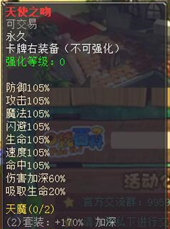 天使之吻
可交易
永久
卡牌右装备（不可强化）
强化等级：0
防御105%
攻击105%
魔法105%
闪避105%
生命105%
速度105%
命中105%
伤害加深60%
吸取生命20%
天魔(0/2)
(2)套装：+170% 加深